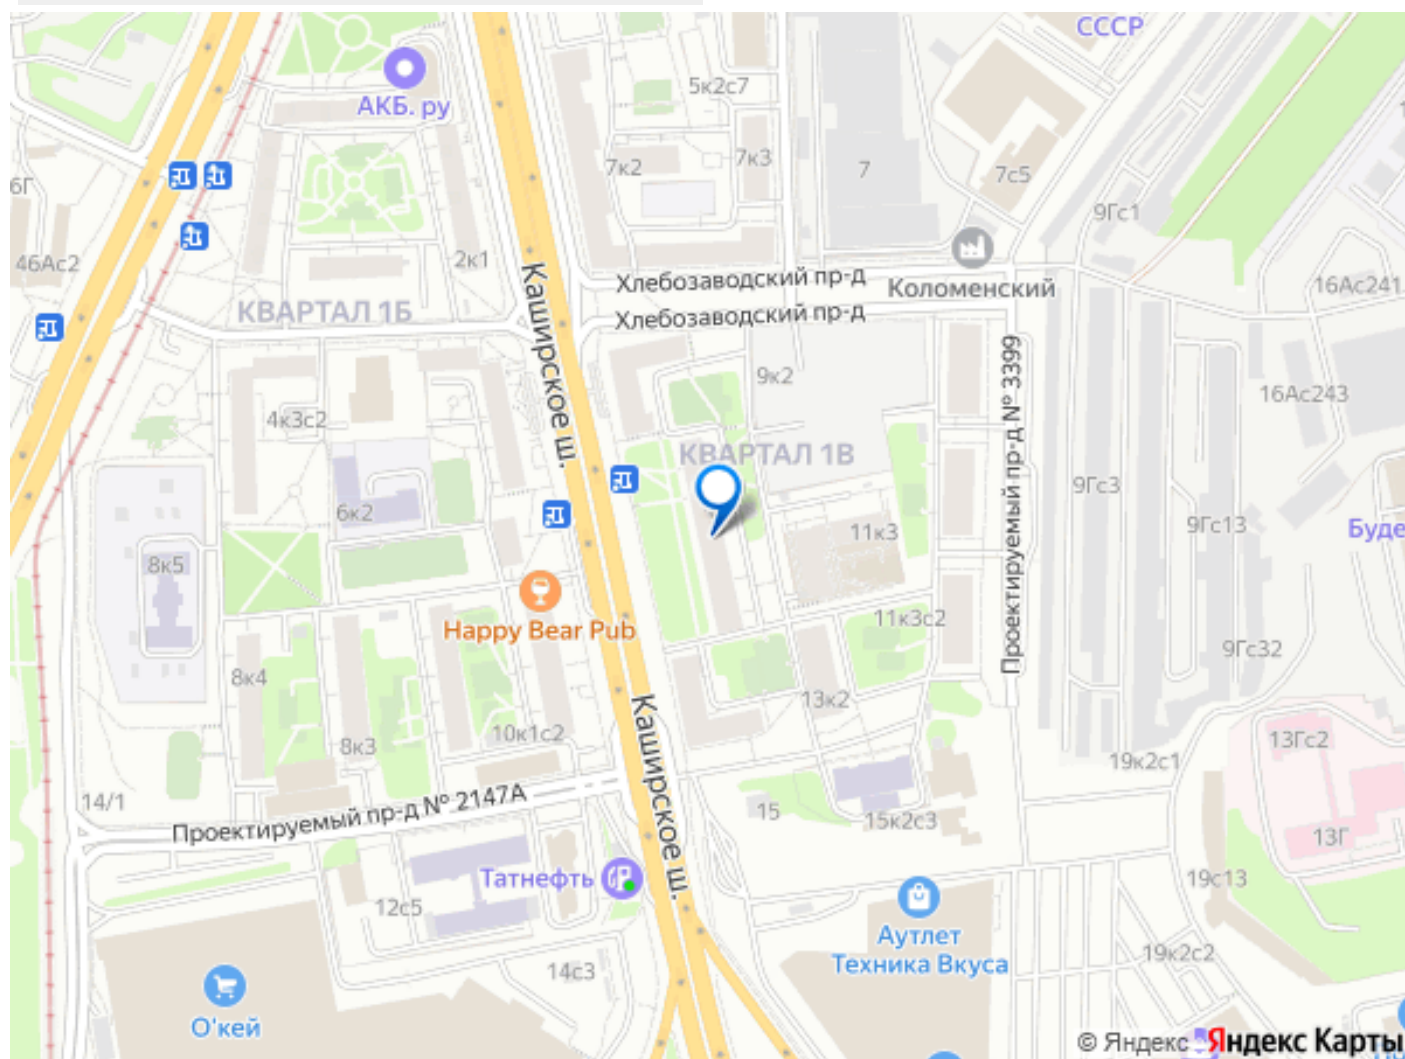 СССР
АКБ. ру
5к2с7
7к2
7к3
7
7с5
6Г
9Гс1
46Ас2
2к1
Каширское ш.
Хлебозаводский пр-д
Коломенский
16Ас241
КВАРТАЛ 1Б
Хлебозаводский пр-д
9к2
Проектируемый пр-д № 3399
16Ас243
4к3с2
КВАРТАЛ 1В
9Гс3
6к2
11к3
9Гс13
Буде
8к5
Happy Bear Pub
11к3с2
9Гс32
8к4
13к2
Каширское ш.
8к3
10к1с2
13Гс2
19к2с1
14/1
Проектируемый пр-д № 2147А
15
15к2с3
13Г
Татнефть
19с13
12с5
Аутлет
Техника Вкуса
19к2с2
14с3
О'кей
© Яндекс Яндекс Карты